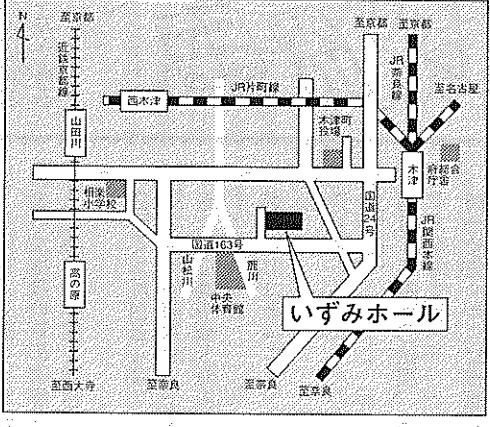 N
至京都
至京都
至京都
近鉄京都線
JR奈良線
至名古屋
JR片町線
西木津
山田川
木津町
役場
木津
府総合
庁舎
相楽
小学校
国道24号
国道163号
JR関西本線
山松川
鹿川
高の原
中央
体育館
いずみホール
至西大寺
至奈良
至奈良
至奈良